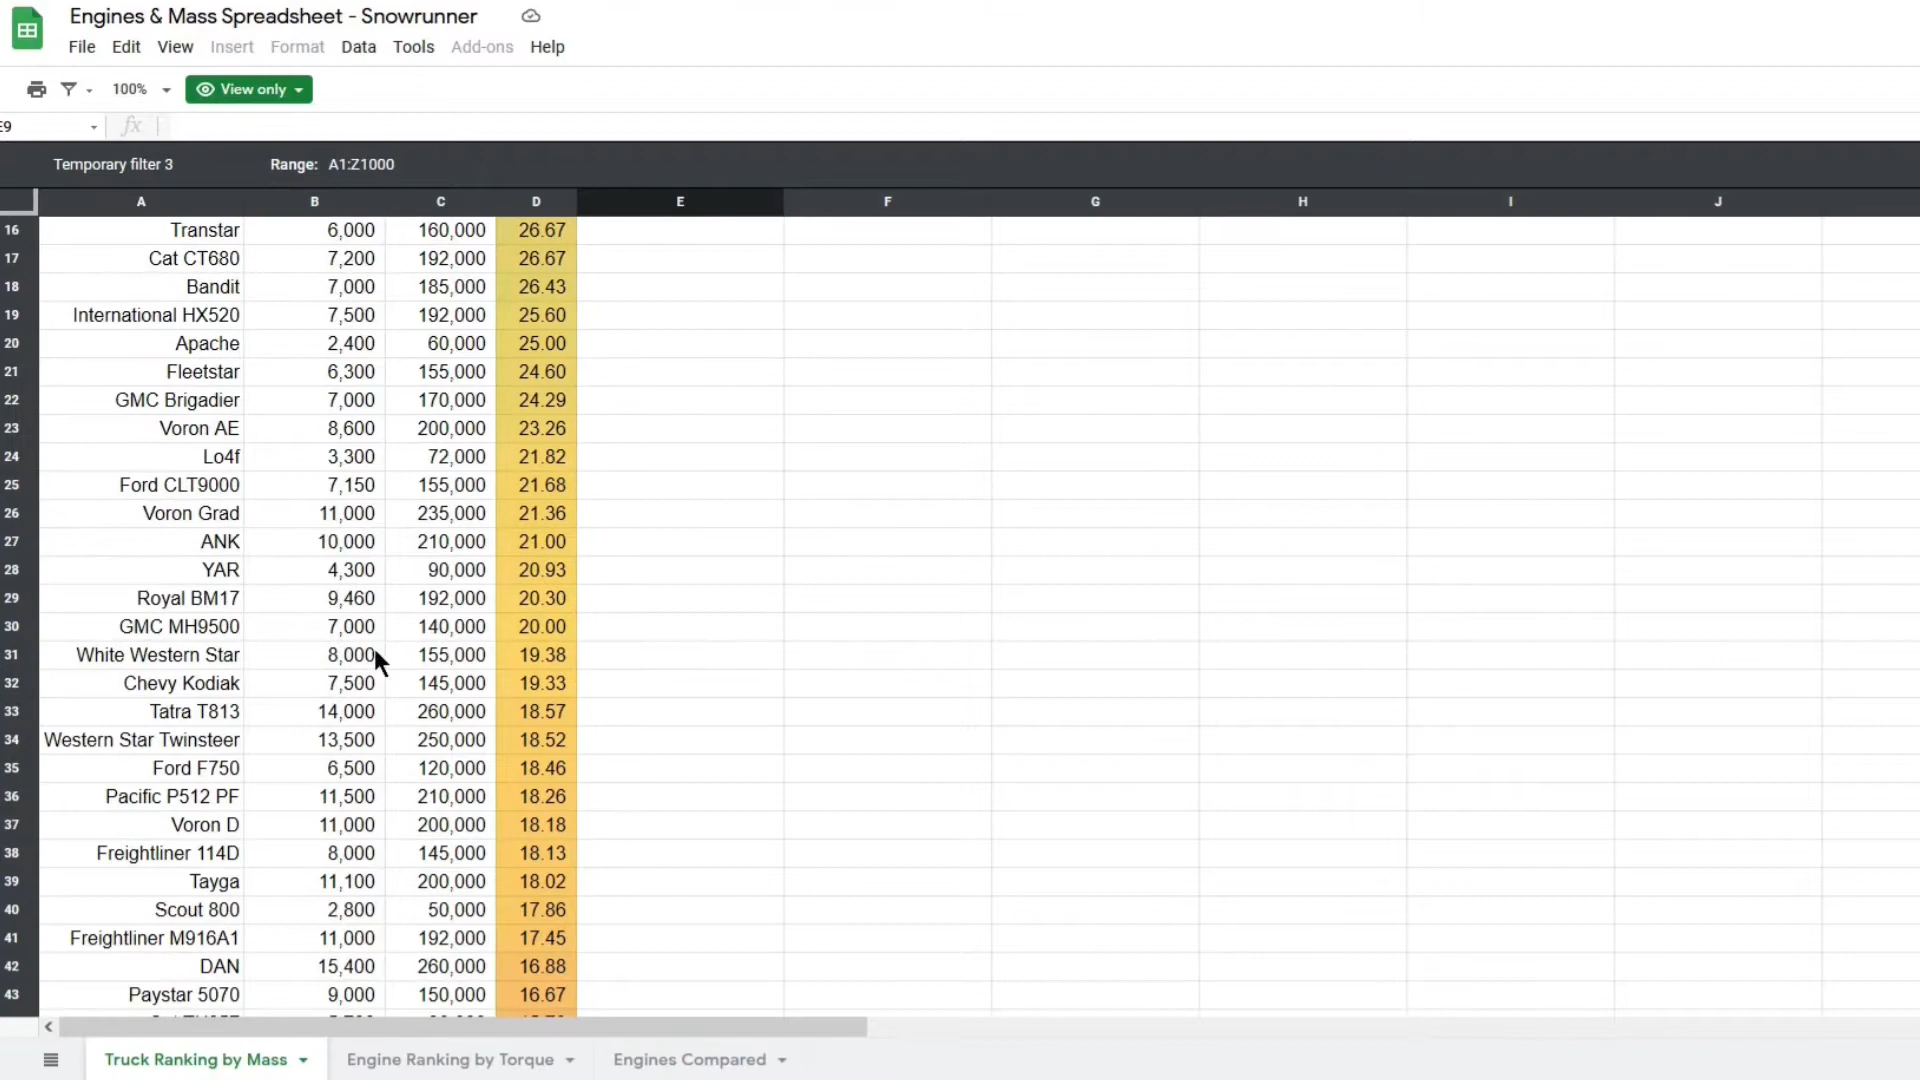 Engines & Mass Spreadsheet - Snowrunner
File Edit View Insert Format Data Tools Add-ons Help
100% View only
E9 fx
Temporary filter 3 Range: A1:Z1000
A B C D E F G H I J
16 Transtar 6,000 160,000 26.67
17 Cat CT680 7,200 192,000 26.67
18 Bandit 7,000 185,000 26.43
19 International HX520 7,500 192,000 25.60
20 Apache 2,400 60,000 25.00
21 Fleetstar 6,300 155,000 24.60
22 GMC Brigadier 7,000 170,000 24.29
23 Voron AE 8,600 200,000 23.26
24 Lo4f 3,300 72,000 21.82
25 Ford CLT9000 7,150 155,000 21.68
26 Voron Grad 11,000 235,000 21.36
27 ANK 10,000 210,000 21.00
28 YAR 4,300 90,000 20.93
29 Royal BM17 9,460 192,000 20.30
30 GMC MH9500 7,000 140,000 20.00
31 White Western Star 8,000 155,000 19.38
32 Chevy Kodiak 7,500 145,000 19.33
33 Tatra T813 14,000 260,000 18.57
34 Western Star Twinsteer 13,500 250,000 18.52
35 Ford F750 6,500 120,000 18.46
36 Pacific P512 PF 11,500 210,000 18.26
37 Voron D 11,000 200,000 18.18
38 Freightliner 114D 8,000 145,000 18.13
39 Tayga 11,100 200,000 18.02
40 Scout 800 2,800 50,000 17.86
41 Freightliner M916A1 11,000 192,000 17.45
42 DAN 15,400 260,000 16.88
43 Paystar 5070 9,000 150,000 16.67
Truck Ranking by Mass Engine Ranking by Torque Engines Compared